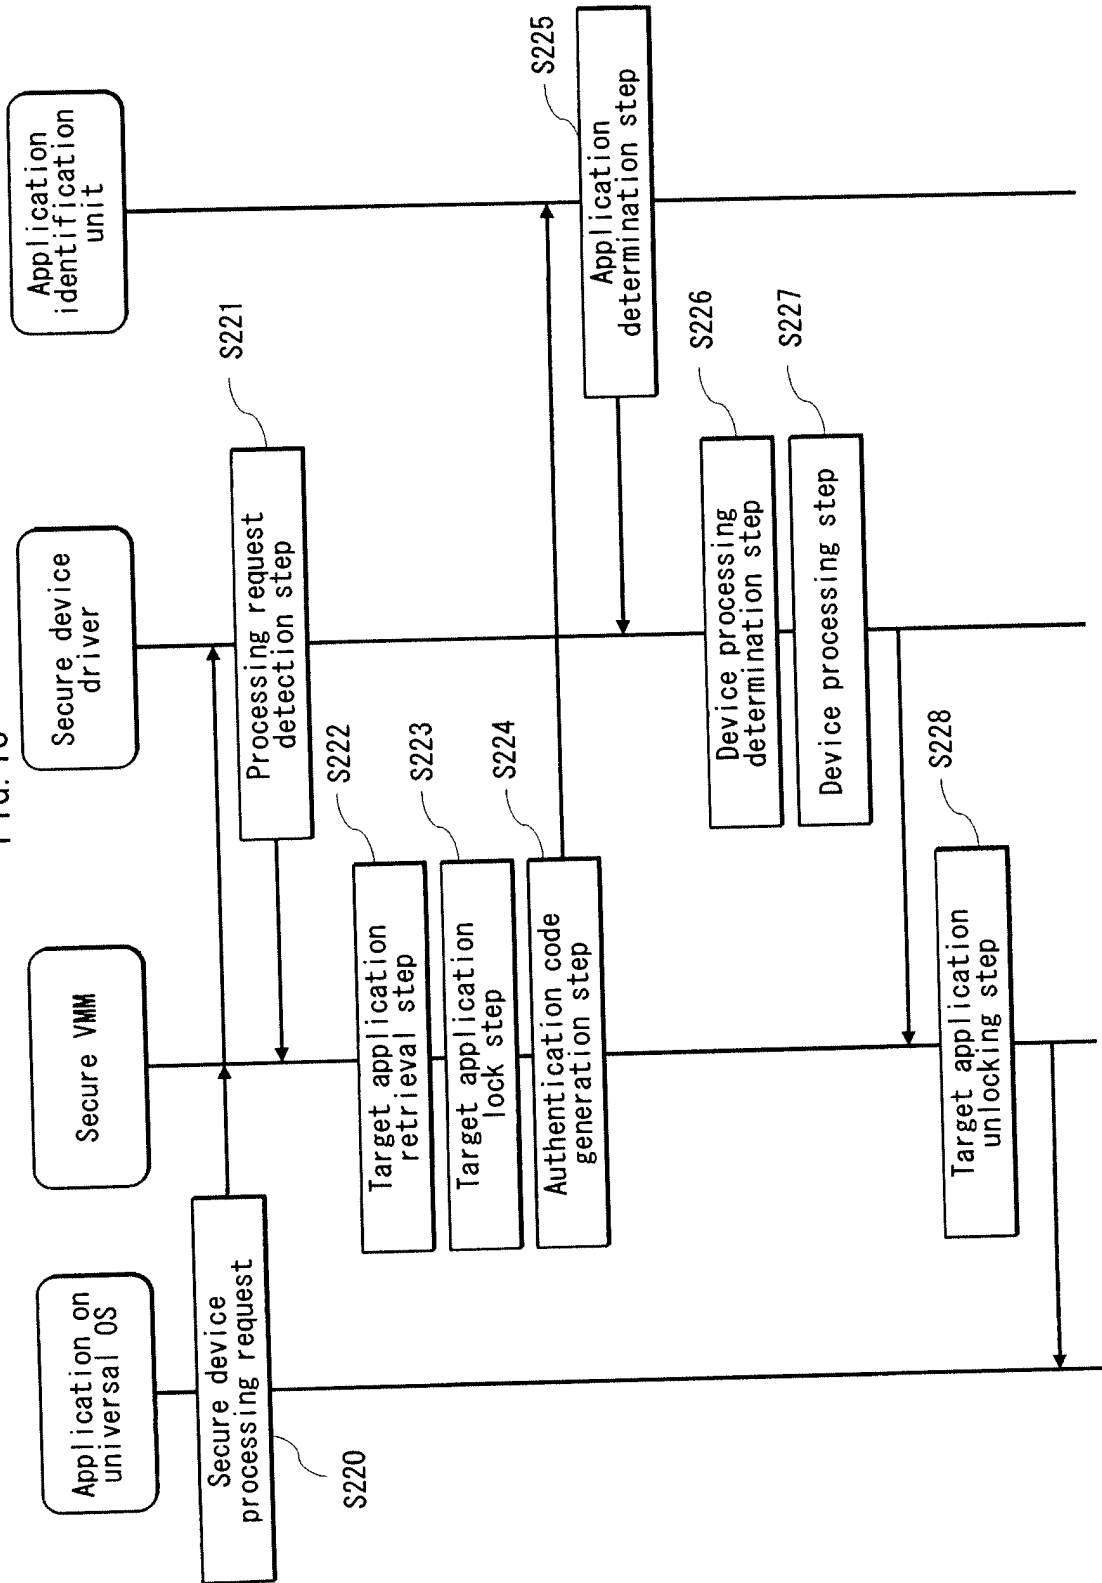 Application on
universal OS
Secure VMM
Secure device
driver
Application
identification
unit
Secure device
processing request
S220
Processing request
detection step
S221
Target application
retrieval step
S222
Target application
lock step
S223
Authentication code
generation step
S224
Application
determination step
S225
Device processing
determination step
S226
Device processing step
S227
Target application
unlocking step
S228